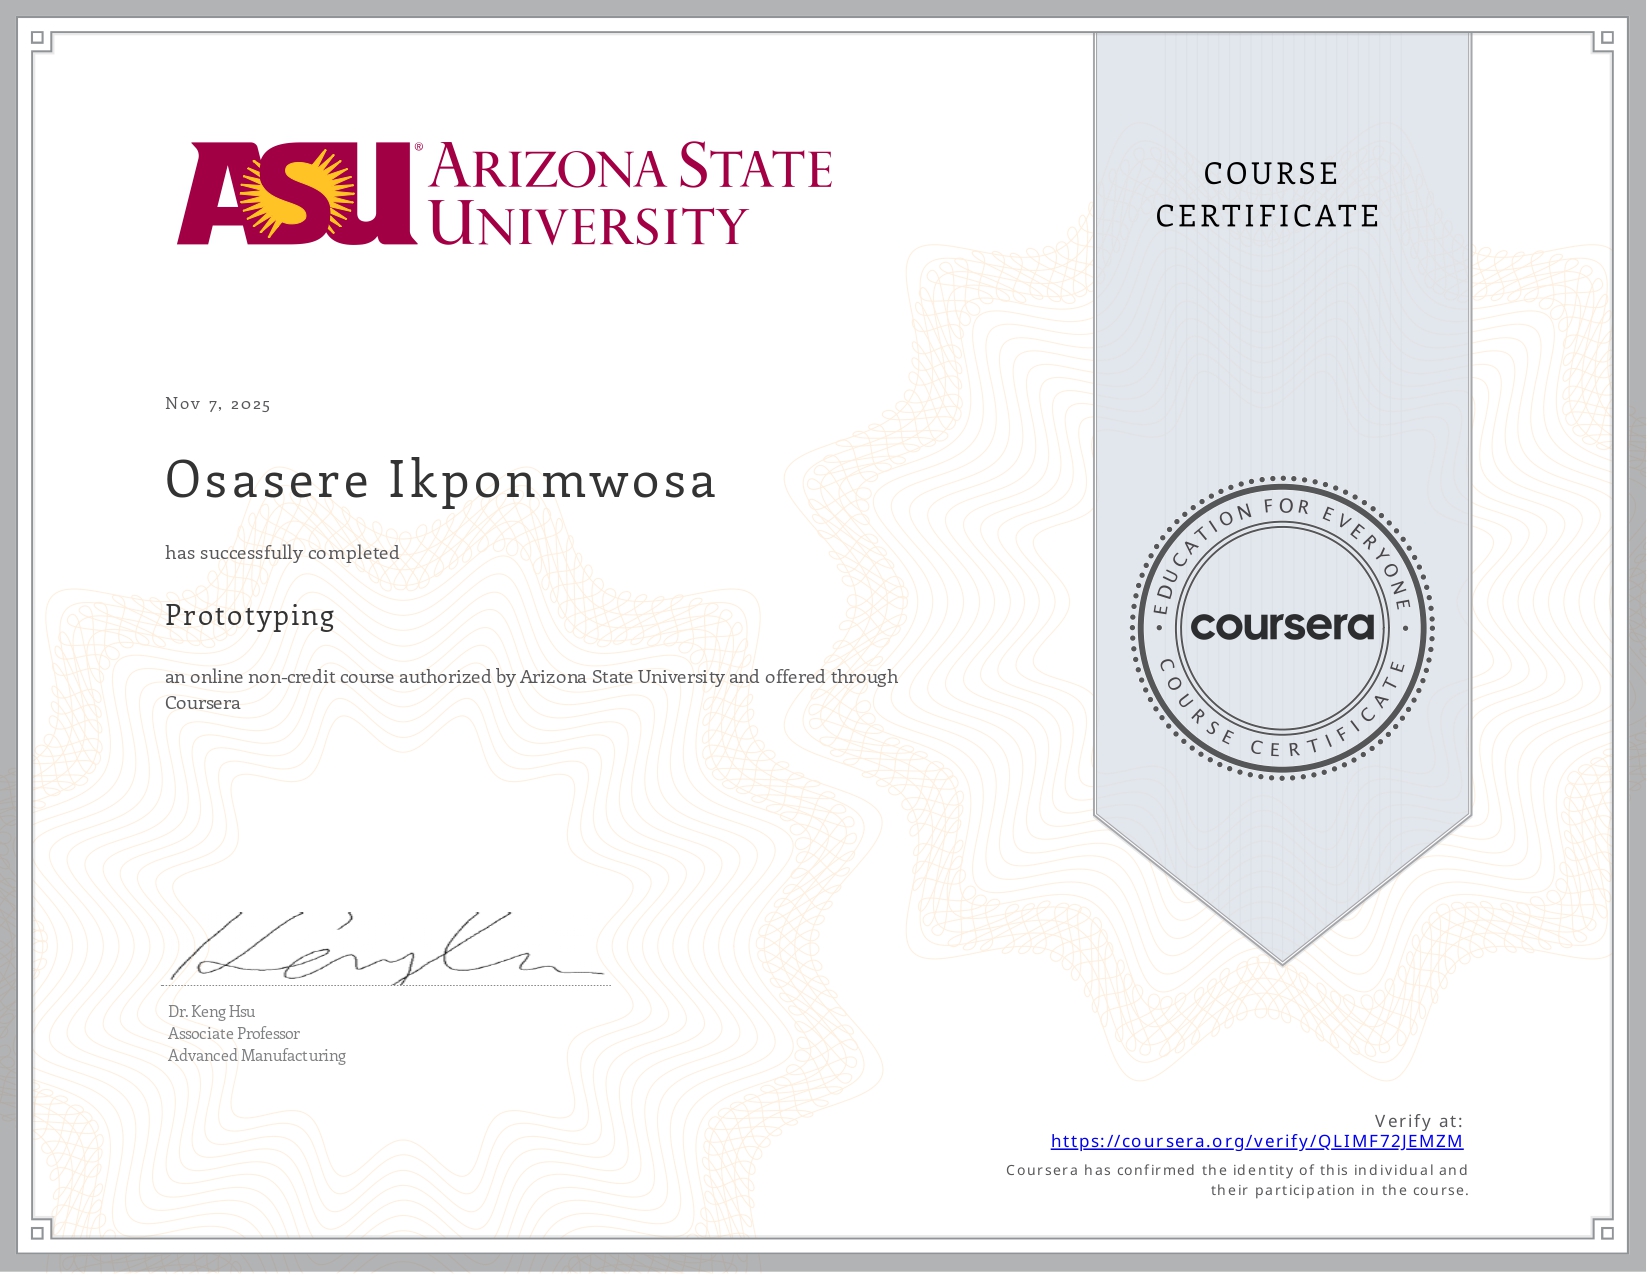 ASU® ARIZONA STATE
UNIVERSITY
COURSE
CERTIFICATE
Nov 7, 2025
Osasere Ikponmwosa
has successfully completed
Prototyping
an online non-credit course authorized by Arizona State University and offered through
Coursera
• EDUCATION FOR EVERYONE •
coursera
COURSE CERTIFICATE
Dr. Keng Hsu
Associate Professor
Advanced Manufacturing
Verify at:
https://coursera.org/verify/QLIMF72JEMZM
Coursera has confirmed the identity of this individual and
their participation in the course.